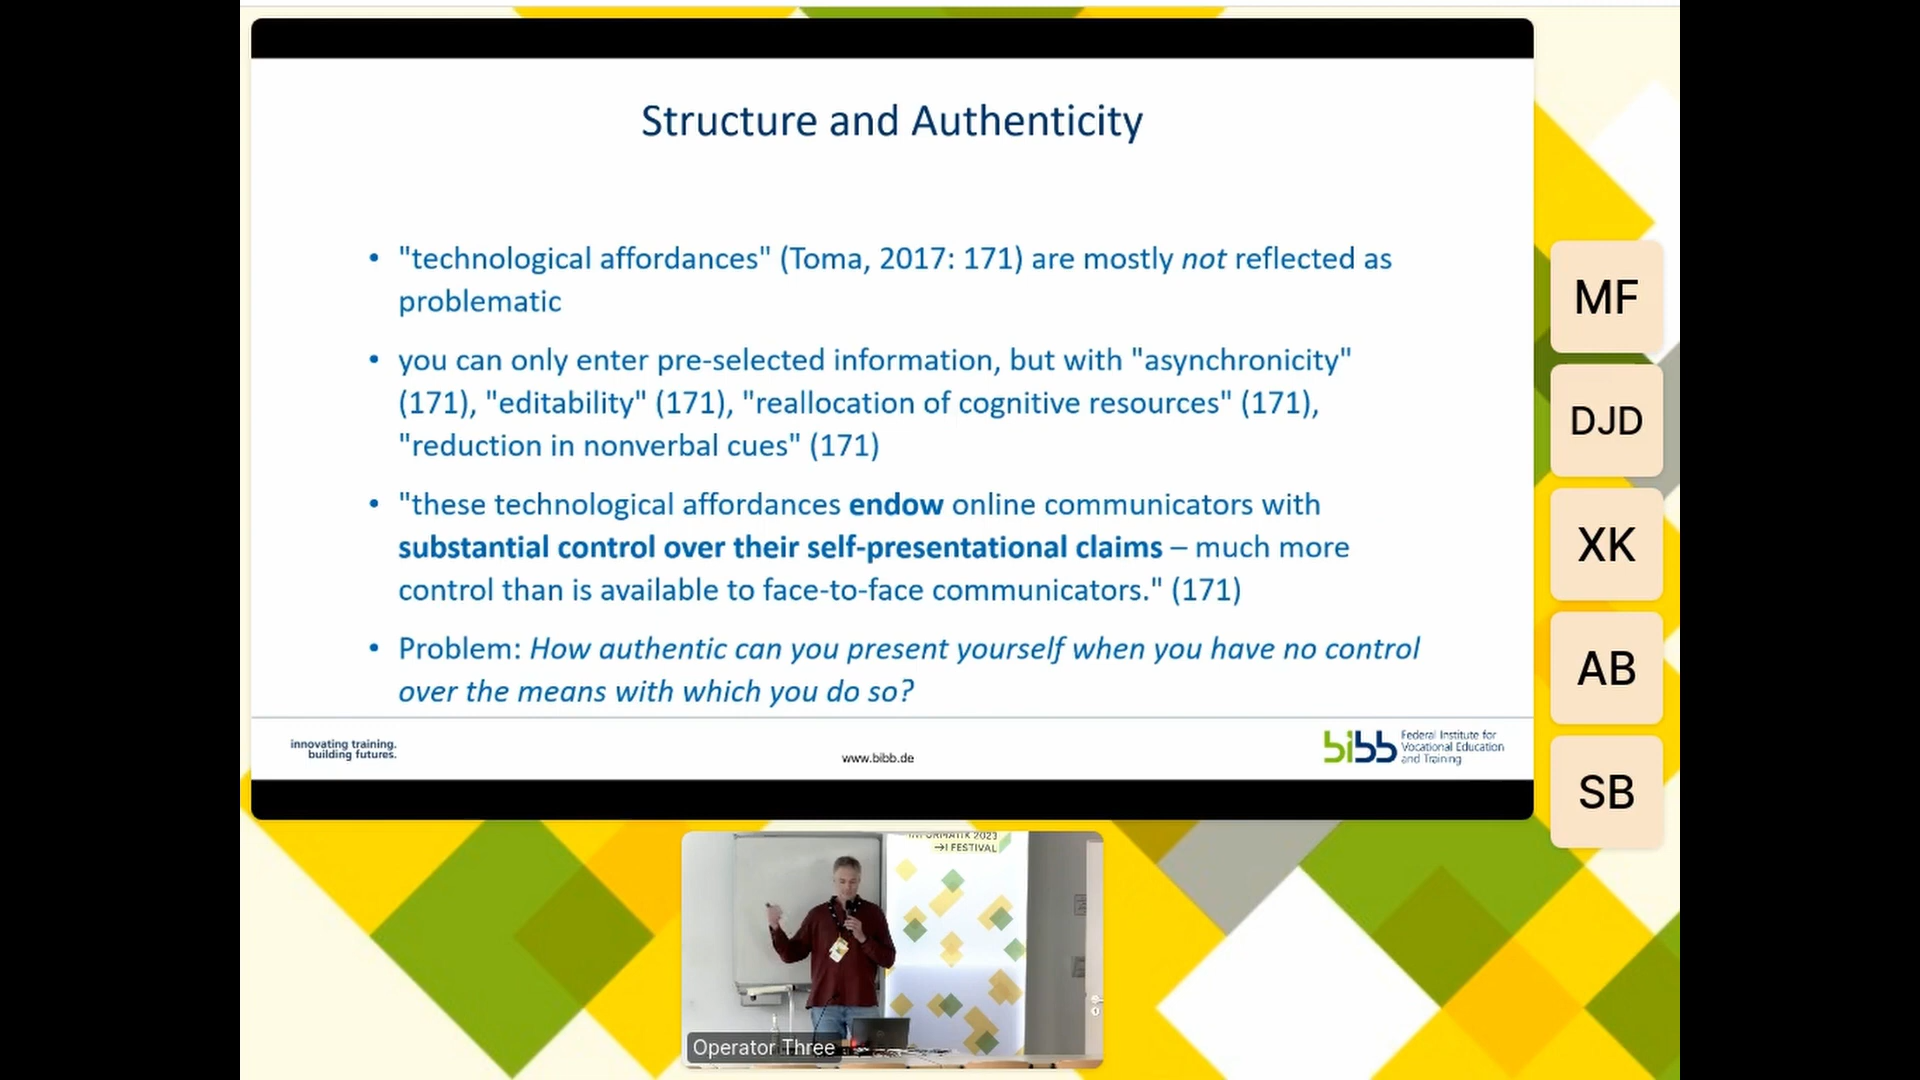 Structure and Authenticity
• "technological affordances" (Toma, 2017: 171) are mostly not reflected as
problematic
• you can only enter pre-selected information, but with "asynchronicity"
(171), "editability" (171), "reallocation of cognitive resources" (171),
"reduction in nonverbal cues" (171)
• "these technological affordances endow online communicators with
substantial control over their self-presentational claims – much more
control than is available to face-to-face communicators." (171)
• Problem: How authentic can you present yourself when you have no control
over the means with which you do so?
innovating training.
building futures.
www.bibb.de
bibb
Federal Institute for
Vocational Education
and Training
MF
DJD
XK
AB
SB
INFORMATIK 2023
FESTIVAL
Operator Three